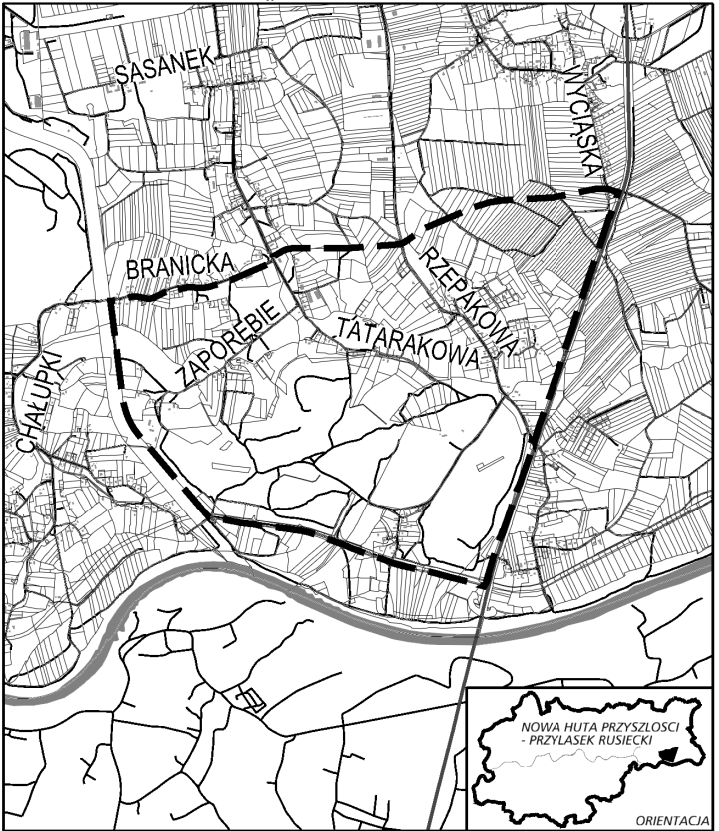 SASANEK
WYCIĄSKA
BRANICKA
RZEPAKOWA
ZAPORĘBIE
TATARAKOWA
CHAŁUPKI
NOWA HUTA PRZYSZLOSCI
- PRZYLASEK RUSIECKI
ORIENTACJA